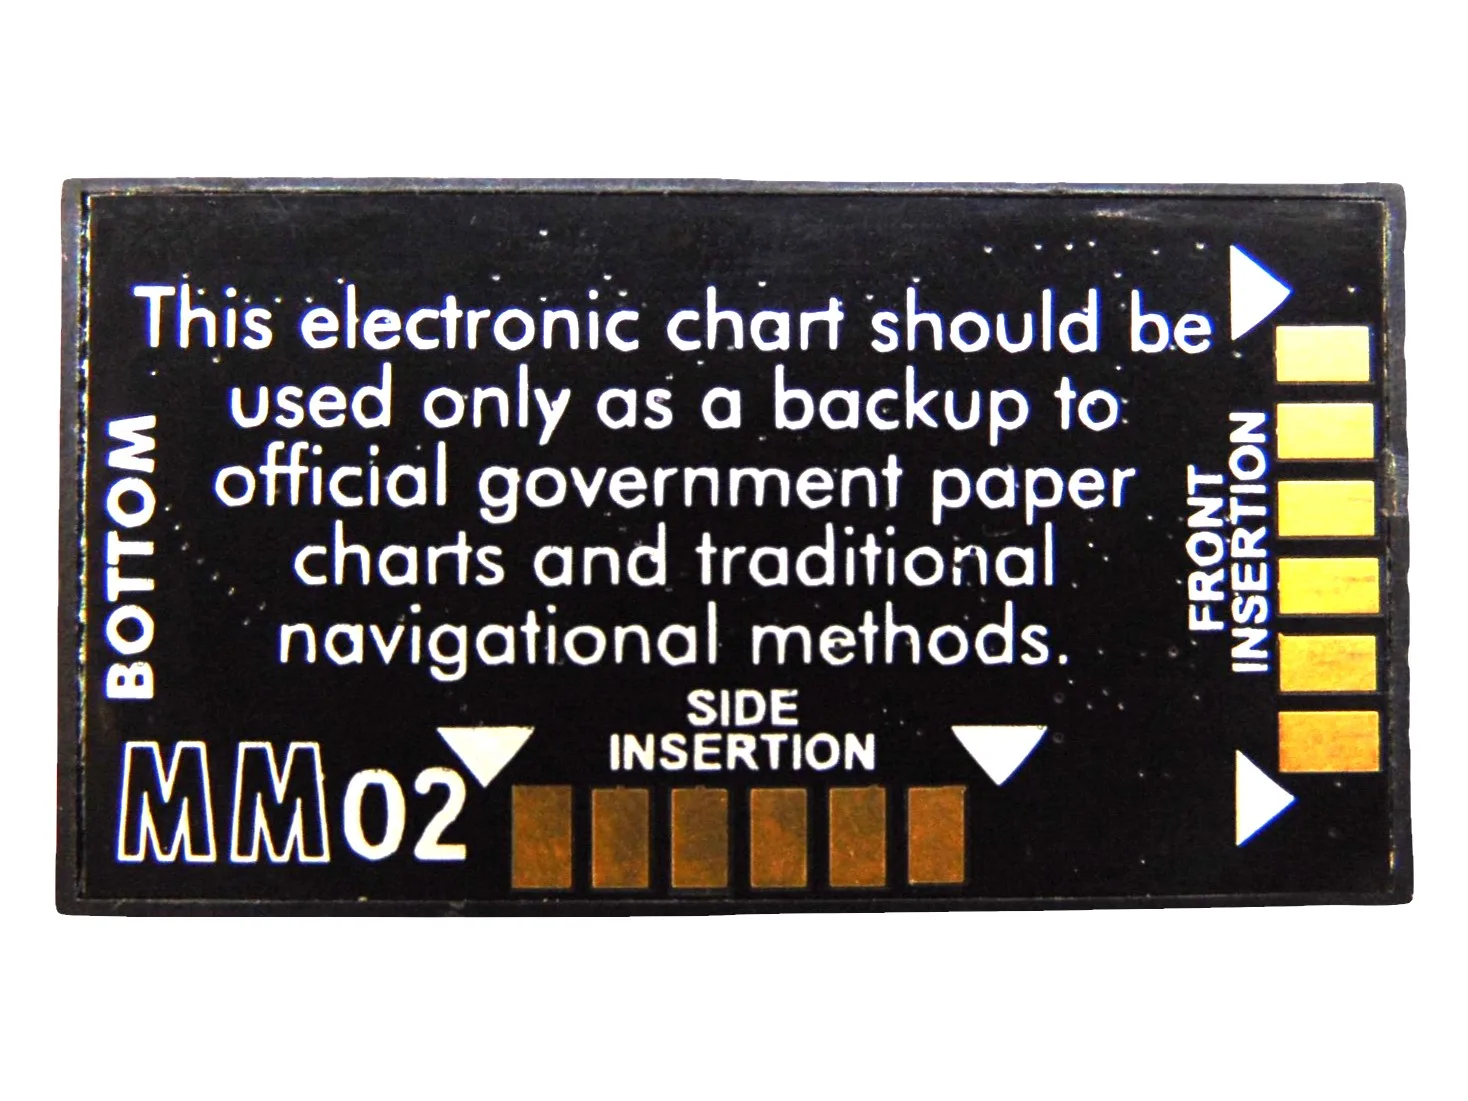 This electronic chart should be
used only as a backup to
official government paper
charts and traditional
navigational methods.
BOTTOM
FRONT
INSERTION
SIDE
INSERTION
MM02